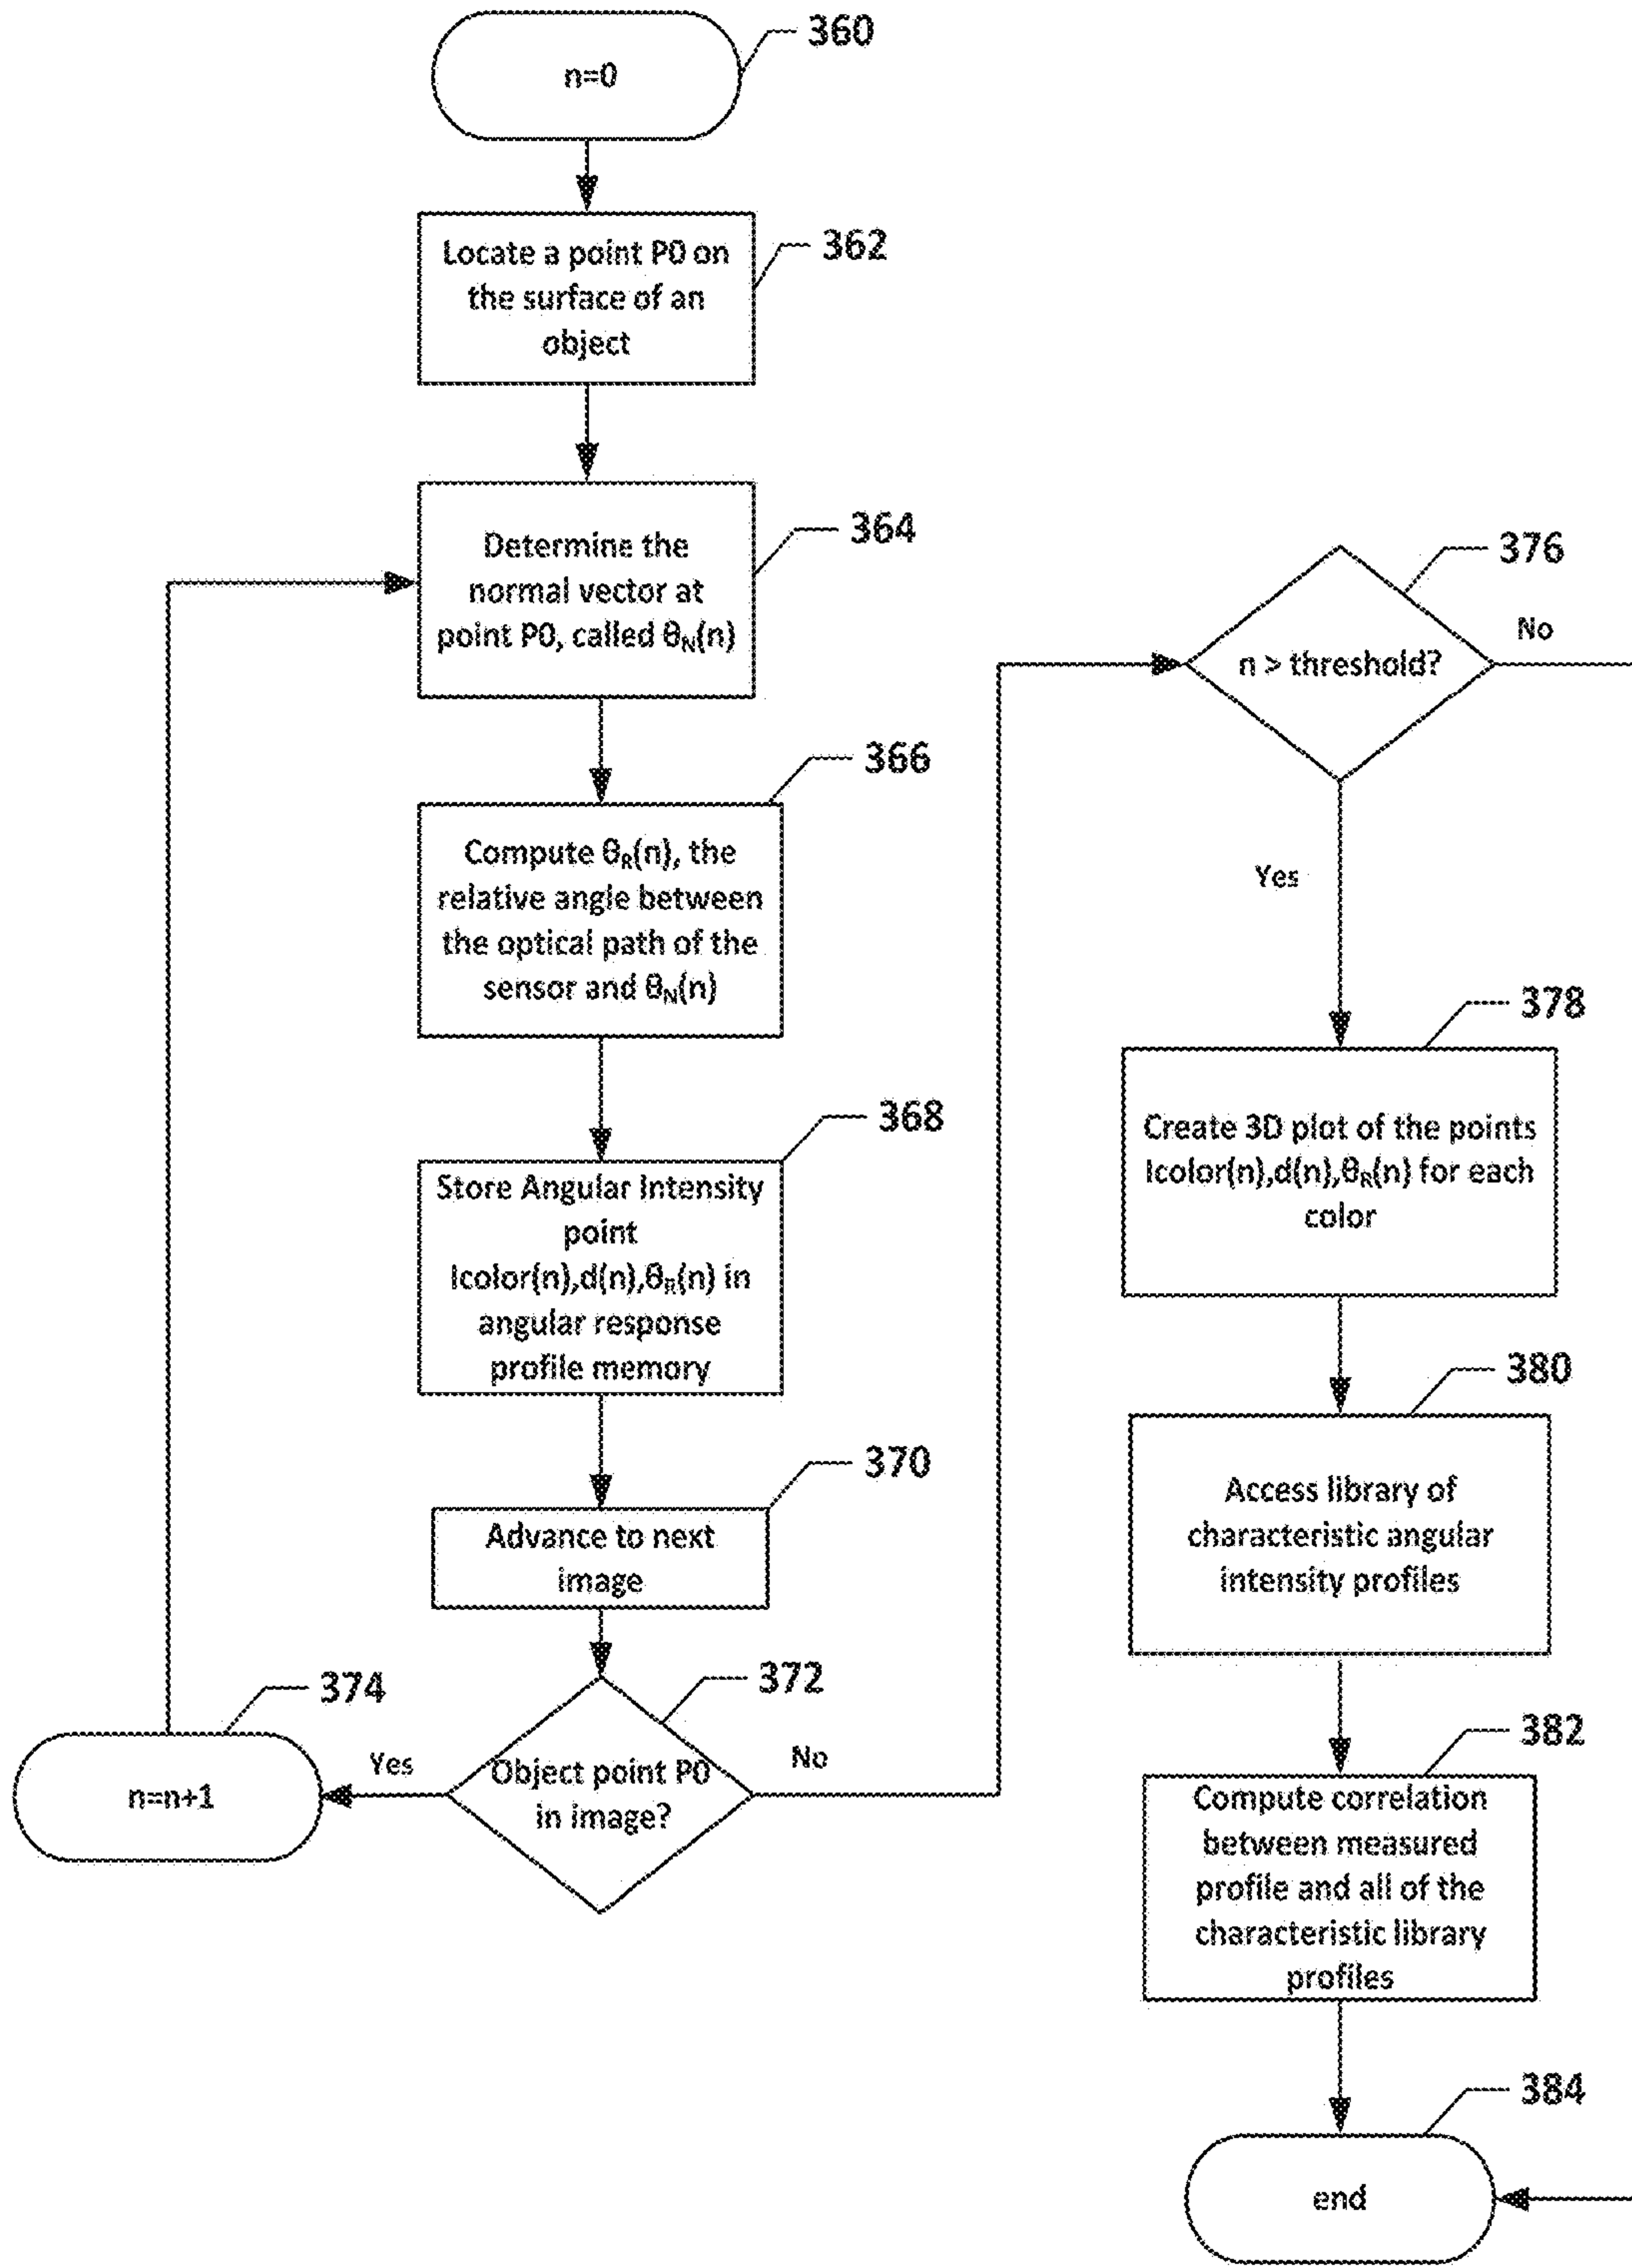 360
n=0
362
Locate a point P0 on
the surface of an
object
364
Determine the
normal vector at
point P0, called θN(n)
366
Compute θR(n), the
relative angle between
the optical path of the
sensor and θN(n)
368
Store Angular Intensity
point
Icolor(n),d(n),θR(n) in
angular response
profile memory
370
Advance to next
image
372
Object point P0
in image?
Yes
No
374
n=n+1
376
n > threshold?
No
Yes
378
Create 3D plot of the points
Icolor(n),d(n),θR(n) for each
color
380
Access library of
characteristic angular
intensity profiles
382
Compute correlation
between measured
profile and all of the
characteristic library
profiles
384
end